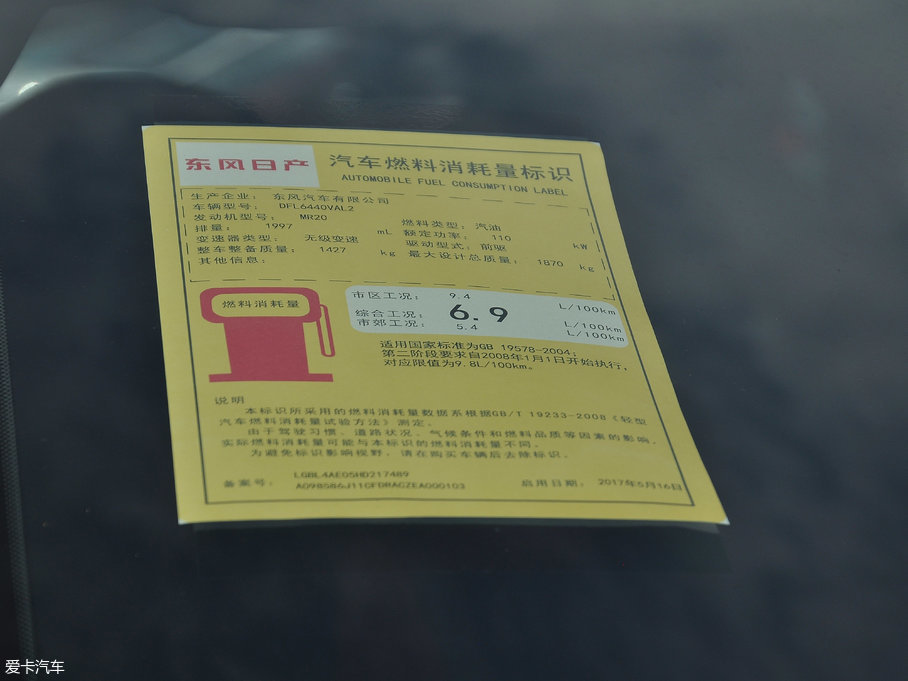 东风日产 汽车燃料消耗量标识
AUTOMOBILE FUEL CONSUMPTION LABEL
生产企业： 东风汽车有限公司
车辆型号： DFL6440VAL2
发动机型号： MR20 燃料类型： 汽油
排量： 1997 mL 额定功率： 110 kW
变速器类型： 无级变速 驱动型式： 前驱
整车整备质量： 1427 kg 最大设计总质量： 1870 kg
其他信息：
燃料消耗量
市区工况： 9.4 L/100km
综合工况： 6.9 L/100km
市郊工况： 5.4 L/100km
适用国家标准为GB 19578-2004；
第二阶段要求自2008年1月1日开始执行，
对应限值为9.8L/100km。
说明
本标识所采用的燃料消耗量数据系根据GB/T 19233-2008《轻型
汽车燃料消耗量试验方法》测定。
由于驾驶习惯、道路状况、气候条件和燃料品质等因素的影响，
实际燃料消耗量可能与本标识的燃料消耗量不同。
为避免标识影响视野，请在购买车辆后去除标识。
LGBL4AE05HD217489
备案号： A098586J11CFDRACZEA000103 启用日期： 2017年5月16日
爱卡汽车